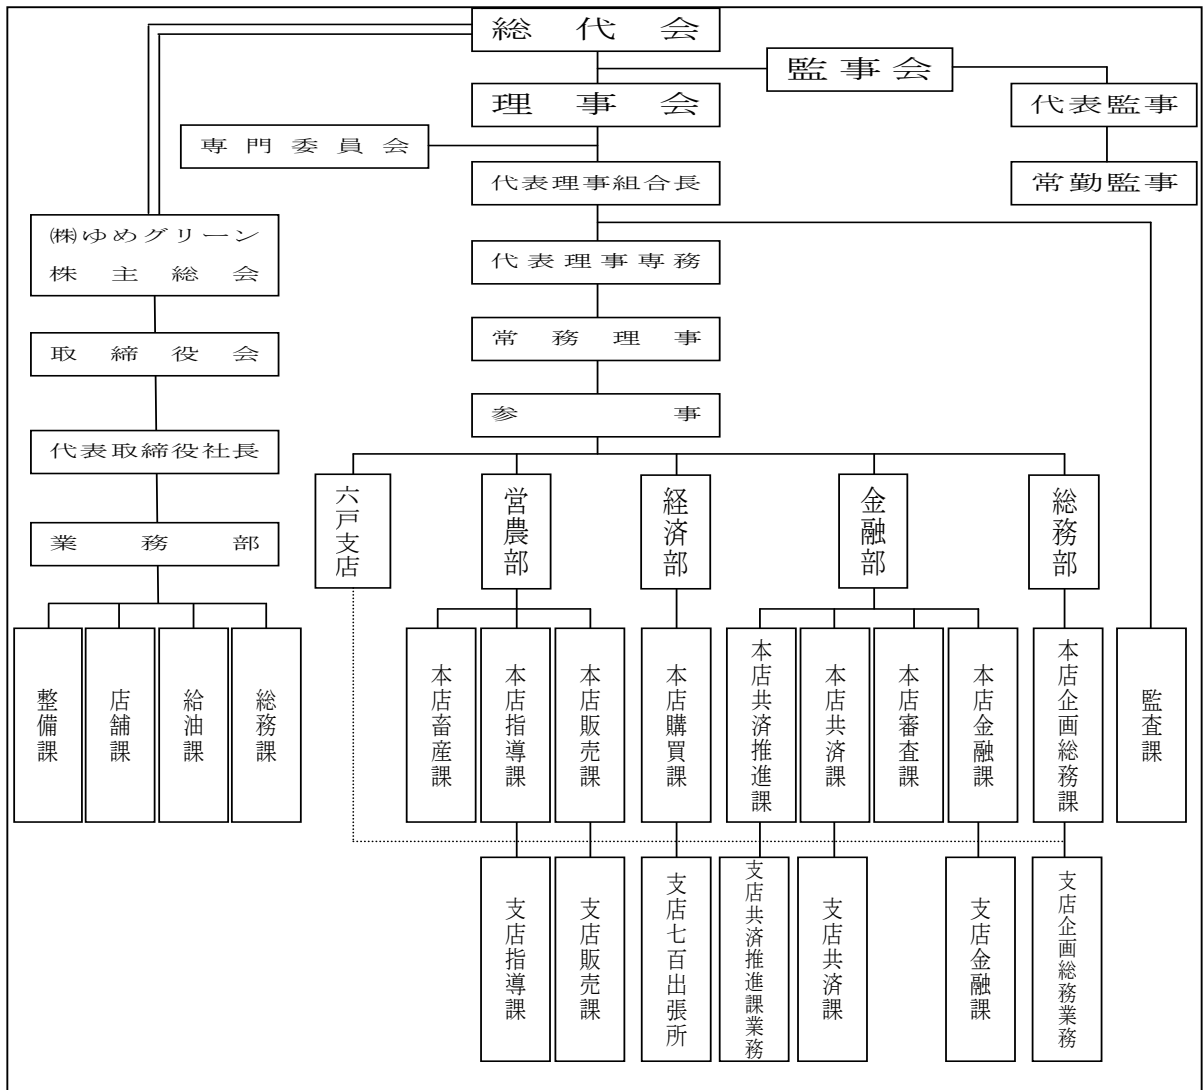 総代会
監事会
理事会
代表監事
専門委員会
代表理事組合長
常勤監事
㈱ゆめグリーン
株主総会
代表理事専務
常務理事
取締役会
参事
代表取締役社長
業務部
六戸支店
営農部
経済部
金融部
総務部
整備課
店舗課
給油課
総務課
本店畜産課
本店指導課
本店販売課
本店購買課
本店共済推進課
本店共済課
本店審査課
本店金融課
本店企画総務課
監査課
支店指導課
支店販売課
支店七百出張所
支店共済推進課業務
支店共済課
支店金融課
支店企画総務業務